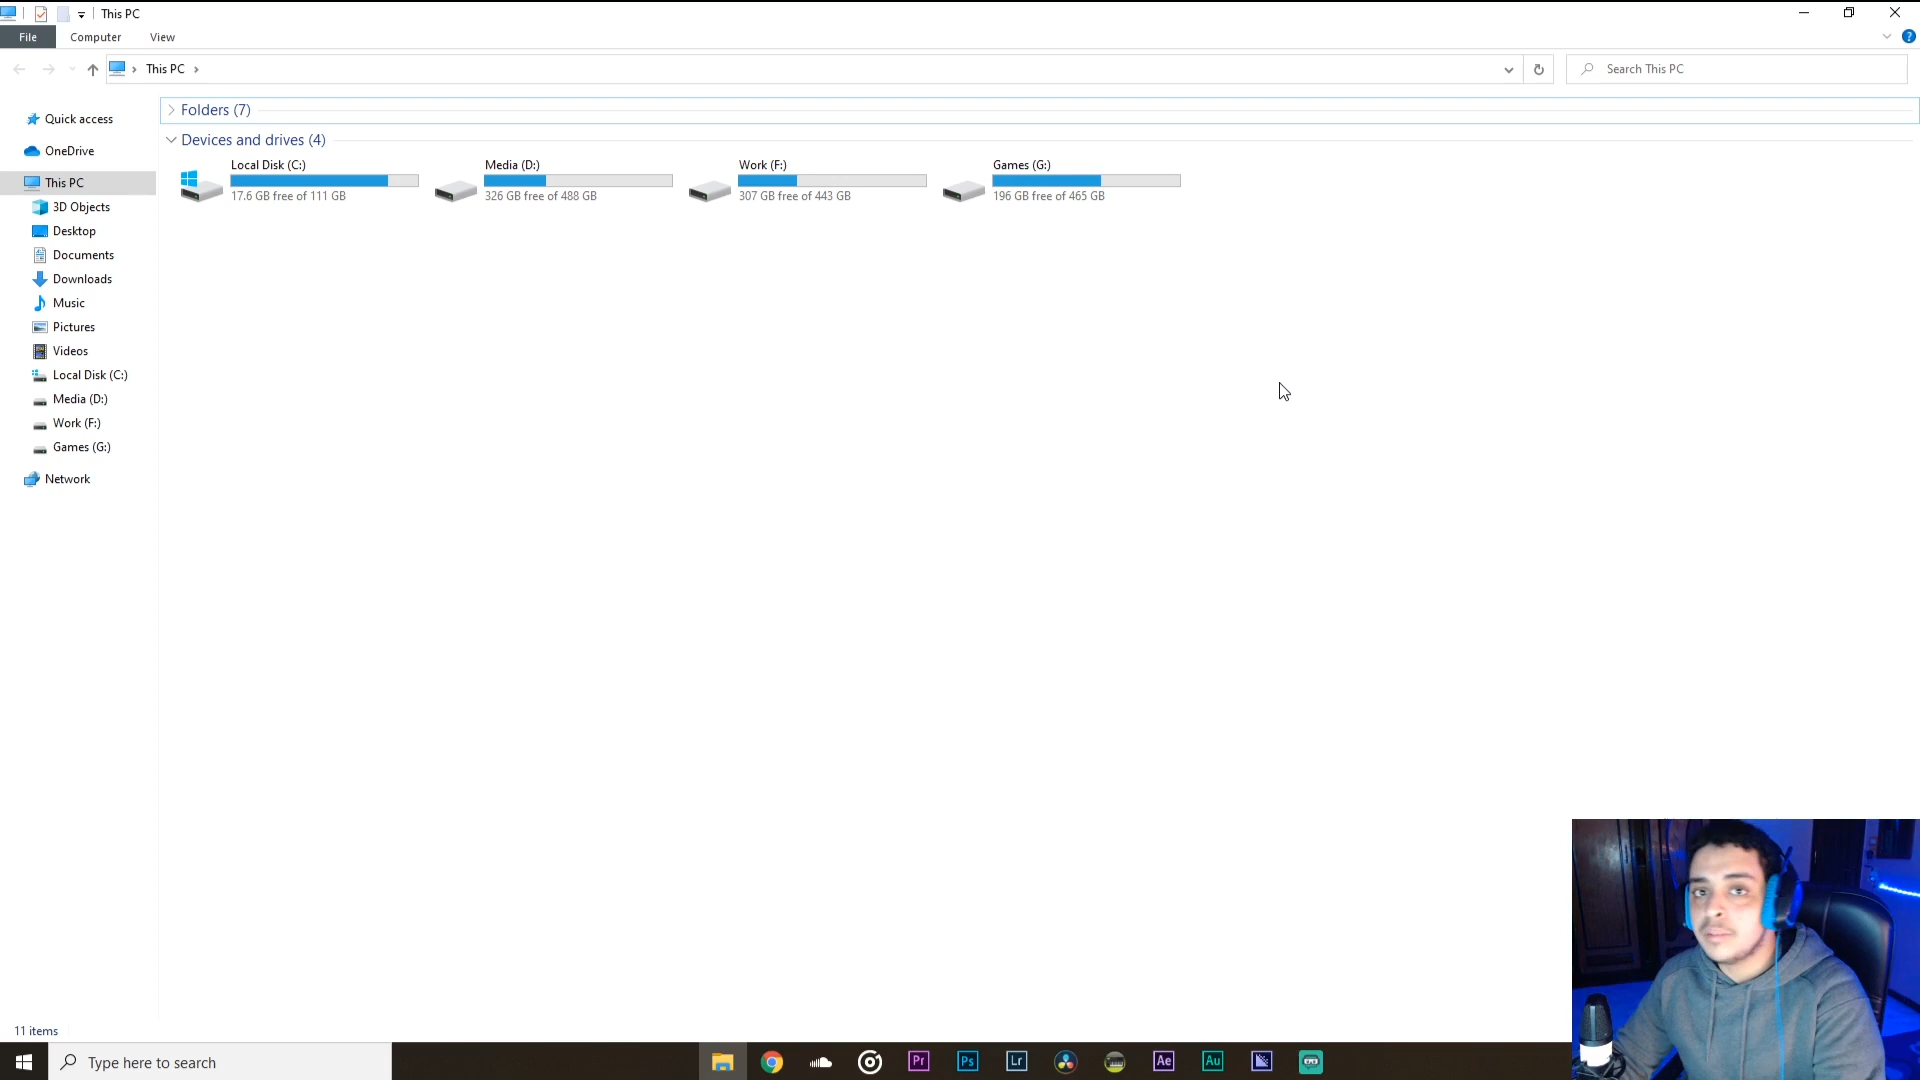 This PC
File Computer View
This PC
Search This PC
Quick access
OneDrive
This PC
3D Objects
Desktop
Documents
Downloads
Music
Pictures
Videos
Local Disk (C:)
Media (D:)
Work (F:)
Games (G:)
Network
Folders (7)
Devices and drives (4)
Local Disk (C:)
17.6 GB free of 111 GB
Media (D:)
326 GB free of 488 GB
Work (F:)
307 GB free of 443 GB
Games (G:)
196 GB free of 465 GB
11 items
Type here to search
Pr Ps Lr Ae Au